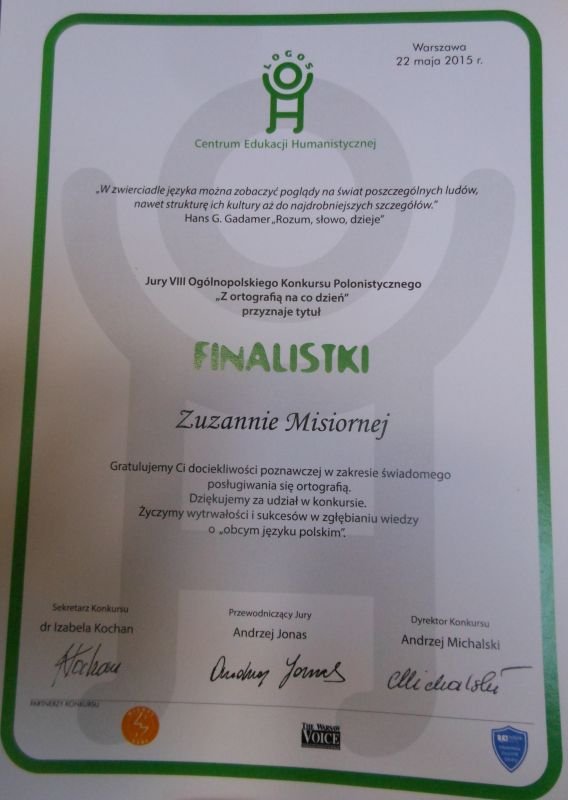 Warszawa
22 maja 2015 r.
LOGOS
Centrum Edukacji Humanistycznej
„W zwierciadle języka można zobaczyć poglądy na świat poszczególnych ludów,
nawet strukturę ich kultury aż do najdrobniejszych szczegółów.”
Hans G. Gadamer „Rozum, słowo, dzieje”
Jury VIII Ogólnopolskiego Konkursu Polonistycznego
„Z ortografią na co dzień”
przyznaje tytuł
FINALISTKI
Zuzannie Misiornej
Gratulujemy Ci dociekliwości poznawczej w zakresie świadomego
posługiwania się ortografią.
Dziękujemy za udział w konkursie.
Życzymy wytrwałości i sukcesów w zgłębianiu wiedzy
o „obcym języku polskim”.
Sekretarz Konkursu
dr Izabela Kochan
Przewodniczący Jury
Andrzej Jonas
Dyrektor Konkursu
Andrzej Michalski
PARTNERZY KONKURSU
THE WARSAW
VOICE